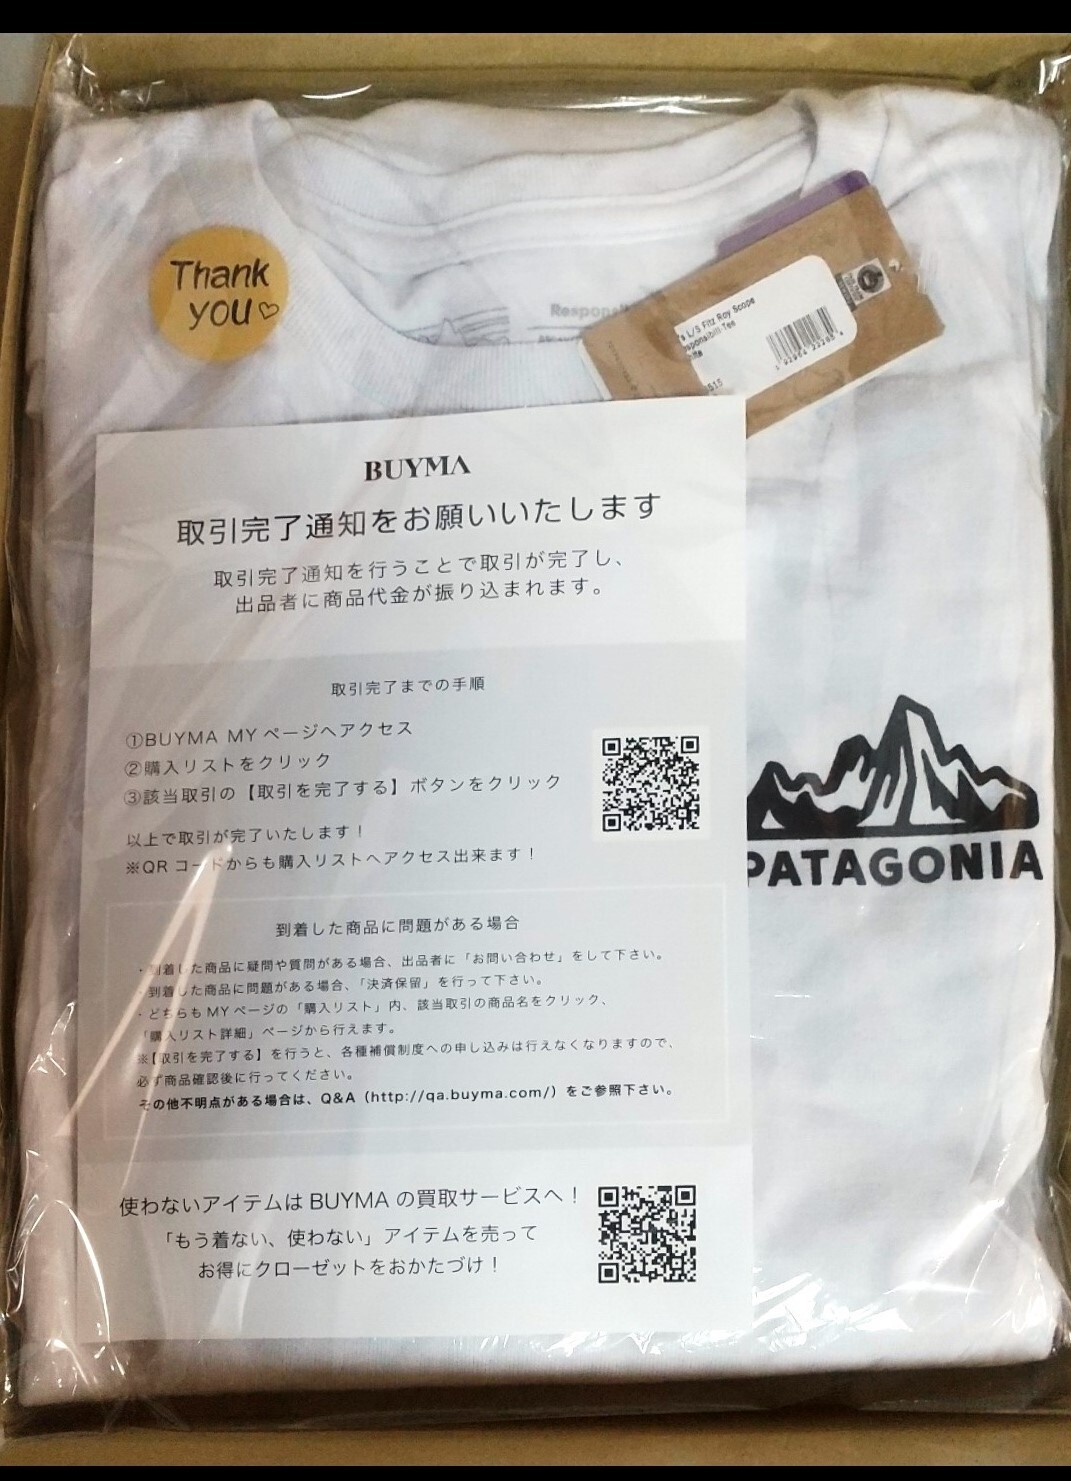 Thank
you♡
Responsi
L/S Fitz Roy Scope
sponsibili-Tee
BUYMA
取引完了通知をお願いいたします
取引完了通知を行うことで取引が完了し、
出品者に商品代金が振り込まれます。
取引完了までの手順
①BUYMA MYページへアクセス
②購入リストをクリック
③該当取引の【取引を完了する】ボタンをクリック
以上で取引が完了いたします！
※QRコードからも購入リストへアクセス出来ます！
PATAGONIA
到着した商品に問題がある場合
・到着した商品に疑問や質問がある場合、出品者に「お問い合わせ」をして下さい。
・到着した商品に問題がある場合、「決済保留」を行って下さい。
・どちらもMYページの「購入リスト」内、該当取引の商品名をクリック、
「購入リスト詳細」ページから行えます。
※【取引を完了する】を行うと、各種補償制度への申し込みは行えなくなりますので、
必ず商品確認後に行ってください。
その他不明点がある場合は、Q&A（http://qa.buyma.com/）をご参照下さい。
使わないアイテムはBUYMAの買取サービスへ！
「もう着ない、使わない」アイテムを売って
お得にクローゼットをおかたづけ！